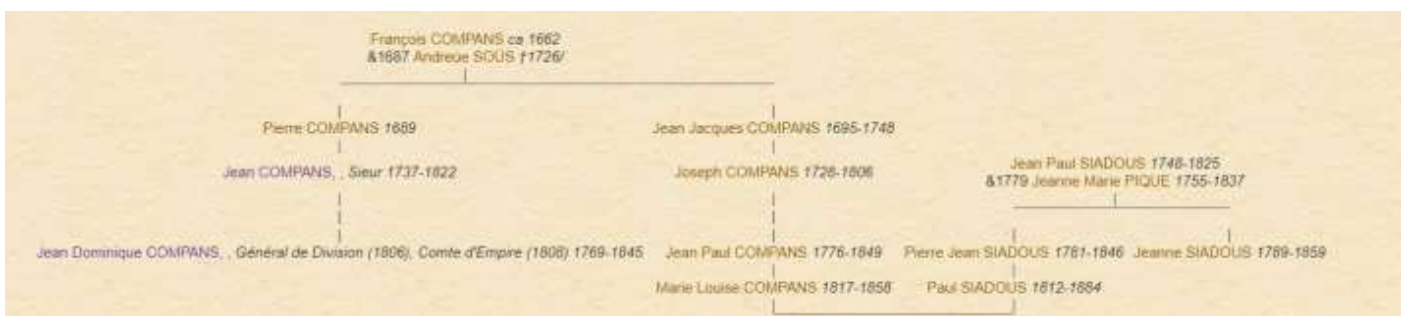 François COMPANS ca 1662
&1687 Andreue SOÜS †1726/
Pierre COMPANS 1689
Jean Jacques COMPANS 1695-1748
Jean COMPANS, , Sieur 1737-1822
Joseph COMPANS 1728-1806
Jean Paul SIADOUS 1748-1825
&1779 Jeanne Marie PIQUE 1755-1837
Jean Dominique COMPANS, , Général de Division (1806), Comte d'Empire (1808) 1769-1845
Jean Paul COMPANS 1776-1849
Pierre Jean SIADOUS 1781-1846
Jeanne SIADOUS 1789-1859
Marie Louise COMPANS 1817-1858
Paul SIADOUS 1812-1884